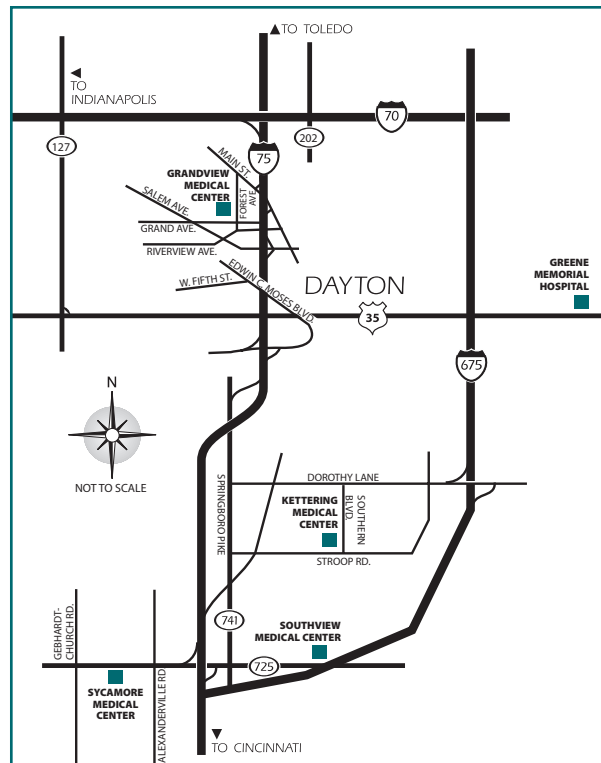 TO TOLEDO
TO
INDIANAPOLIS
70
127
202
75
MAIN ST.
GRANDVIEW
MEDICAL
CENTER
FOREST
AVE.
SALEM AVE.
GRAND AVE.
RIVERVIEW AVE.
W. FIFTH ST.
EDWIN C. MOSES BLVD.
DAYTON
GREENE
MEMORIAL
HOSPITAL
35
675
N
NOT TO SCALE
SPRINGBORO PIKE
DOROTHY LANE
KETTERING
MEDICAL
CENTER
SOUTHERN
BLVD.
STROOP RD.
GEBHARDT-
CHURCH RD.
741
SOUTHVIEW
MEDICAL CENTER
725
SYCAMORE
MEDICAL
CENTER
ALEXANDERVILLE RD.
TO CINCINNATI